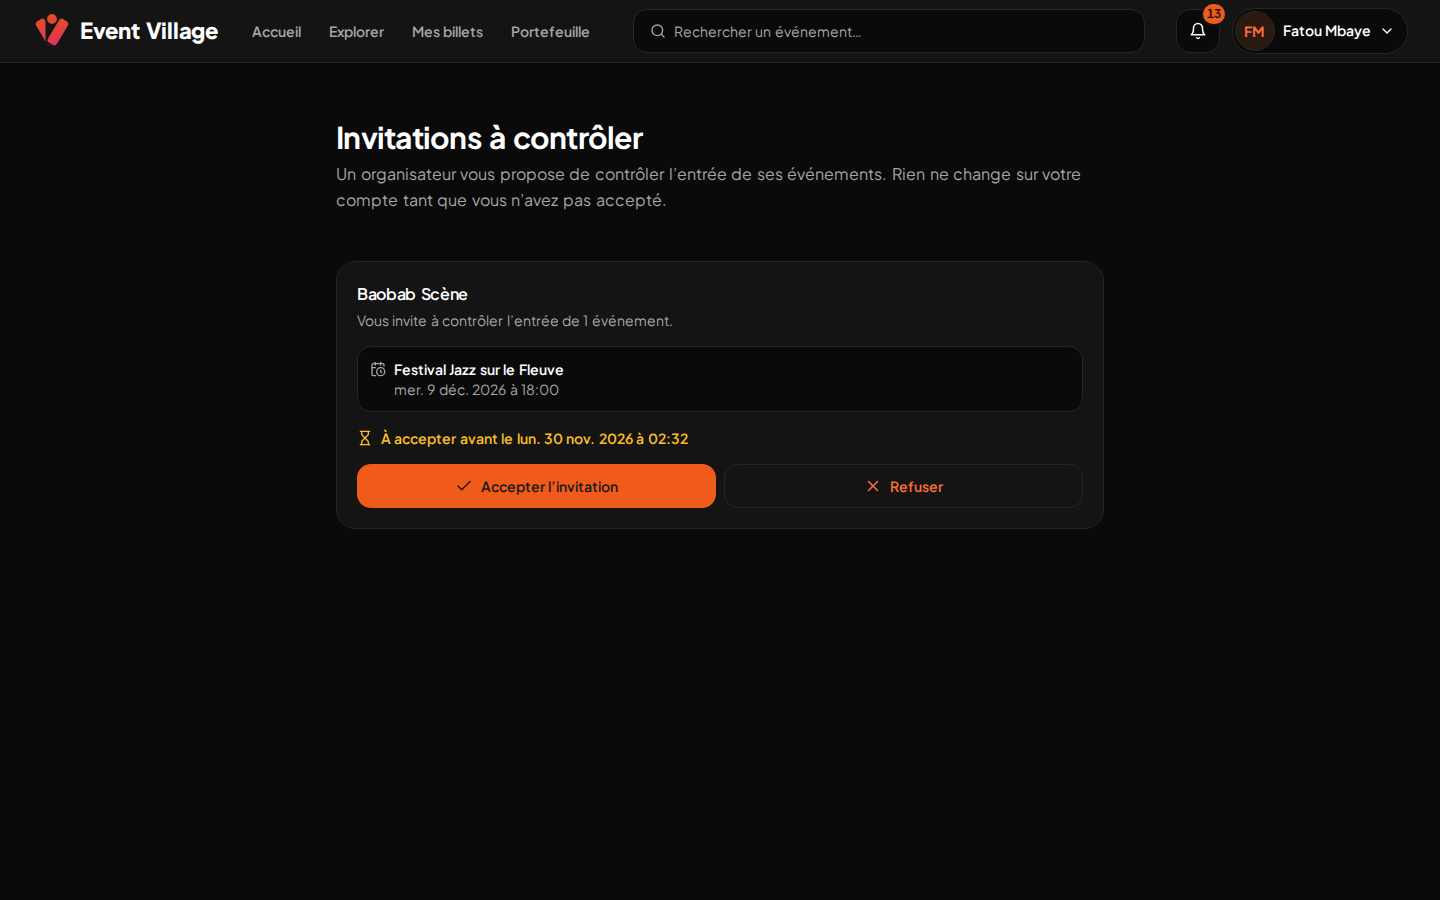 Event Village
Accueil
Explorer
Mes billets
Portefeuille
Rechercher un événement…
13
FM
Fatou Mbaye
Invitations à contrôler
Un organisateur vous propose de contrôler l’entrée de ses événements. Rien ne change sur votre
compte tant que vous n’avez pas accepté.
Baobab Scène
Vous invite à contrôler l’entrée de 1 événement.
Festival Jazz sur le Fleuve
mer. 9 déc. 2026 à 18:00
À accepter avant le lun. 30 nov. 2026 à 02:32
Accepter l’invitation
Refuser